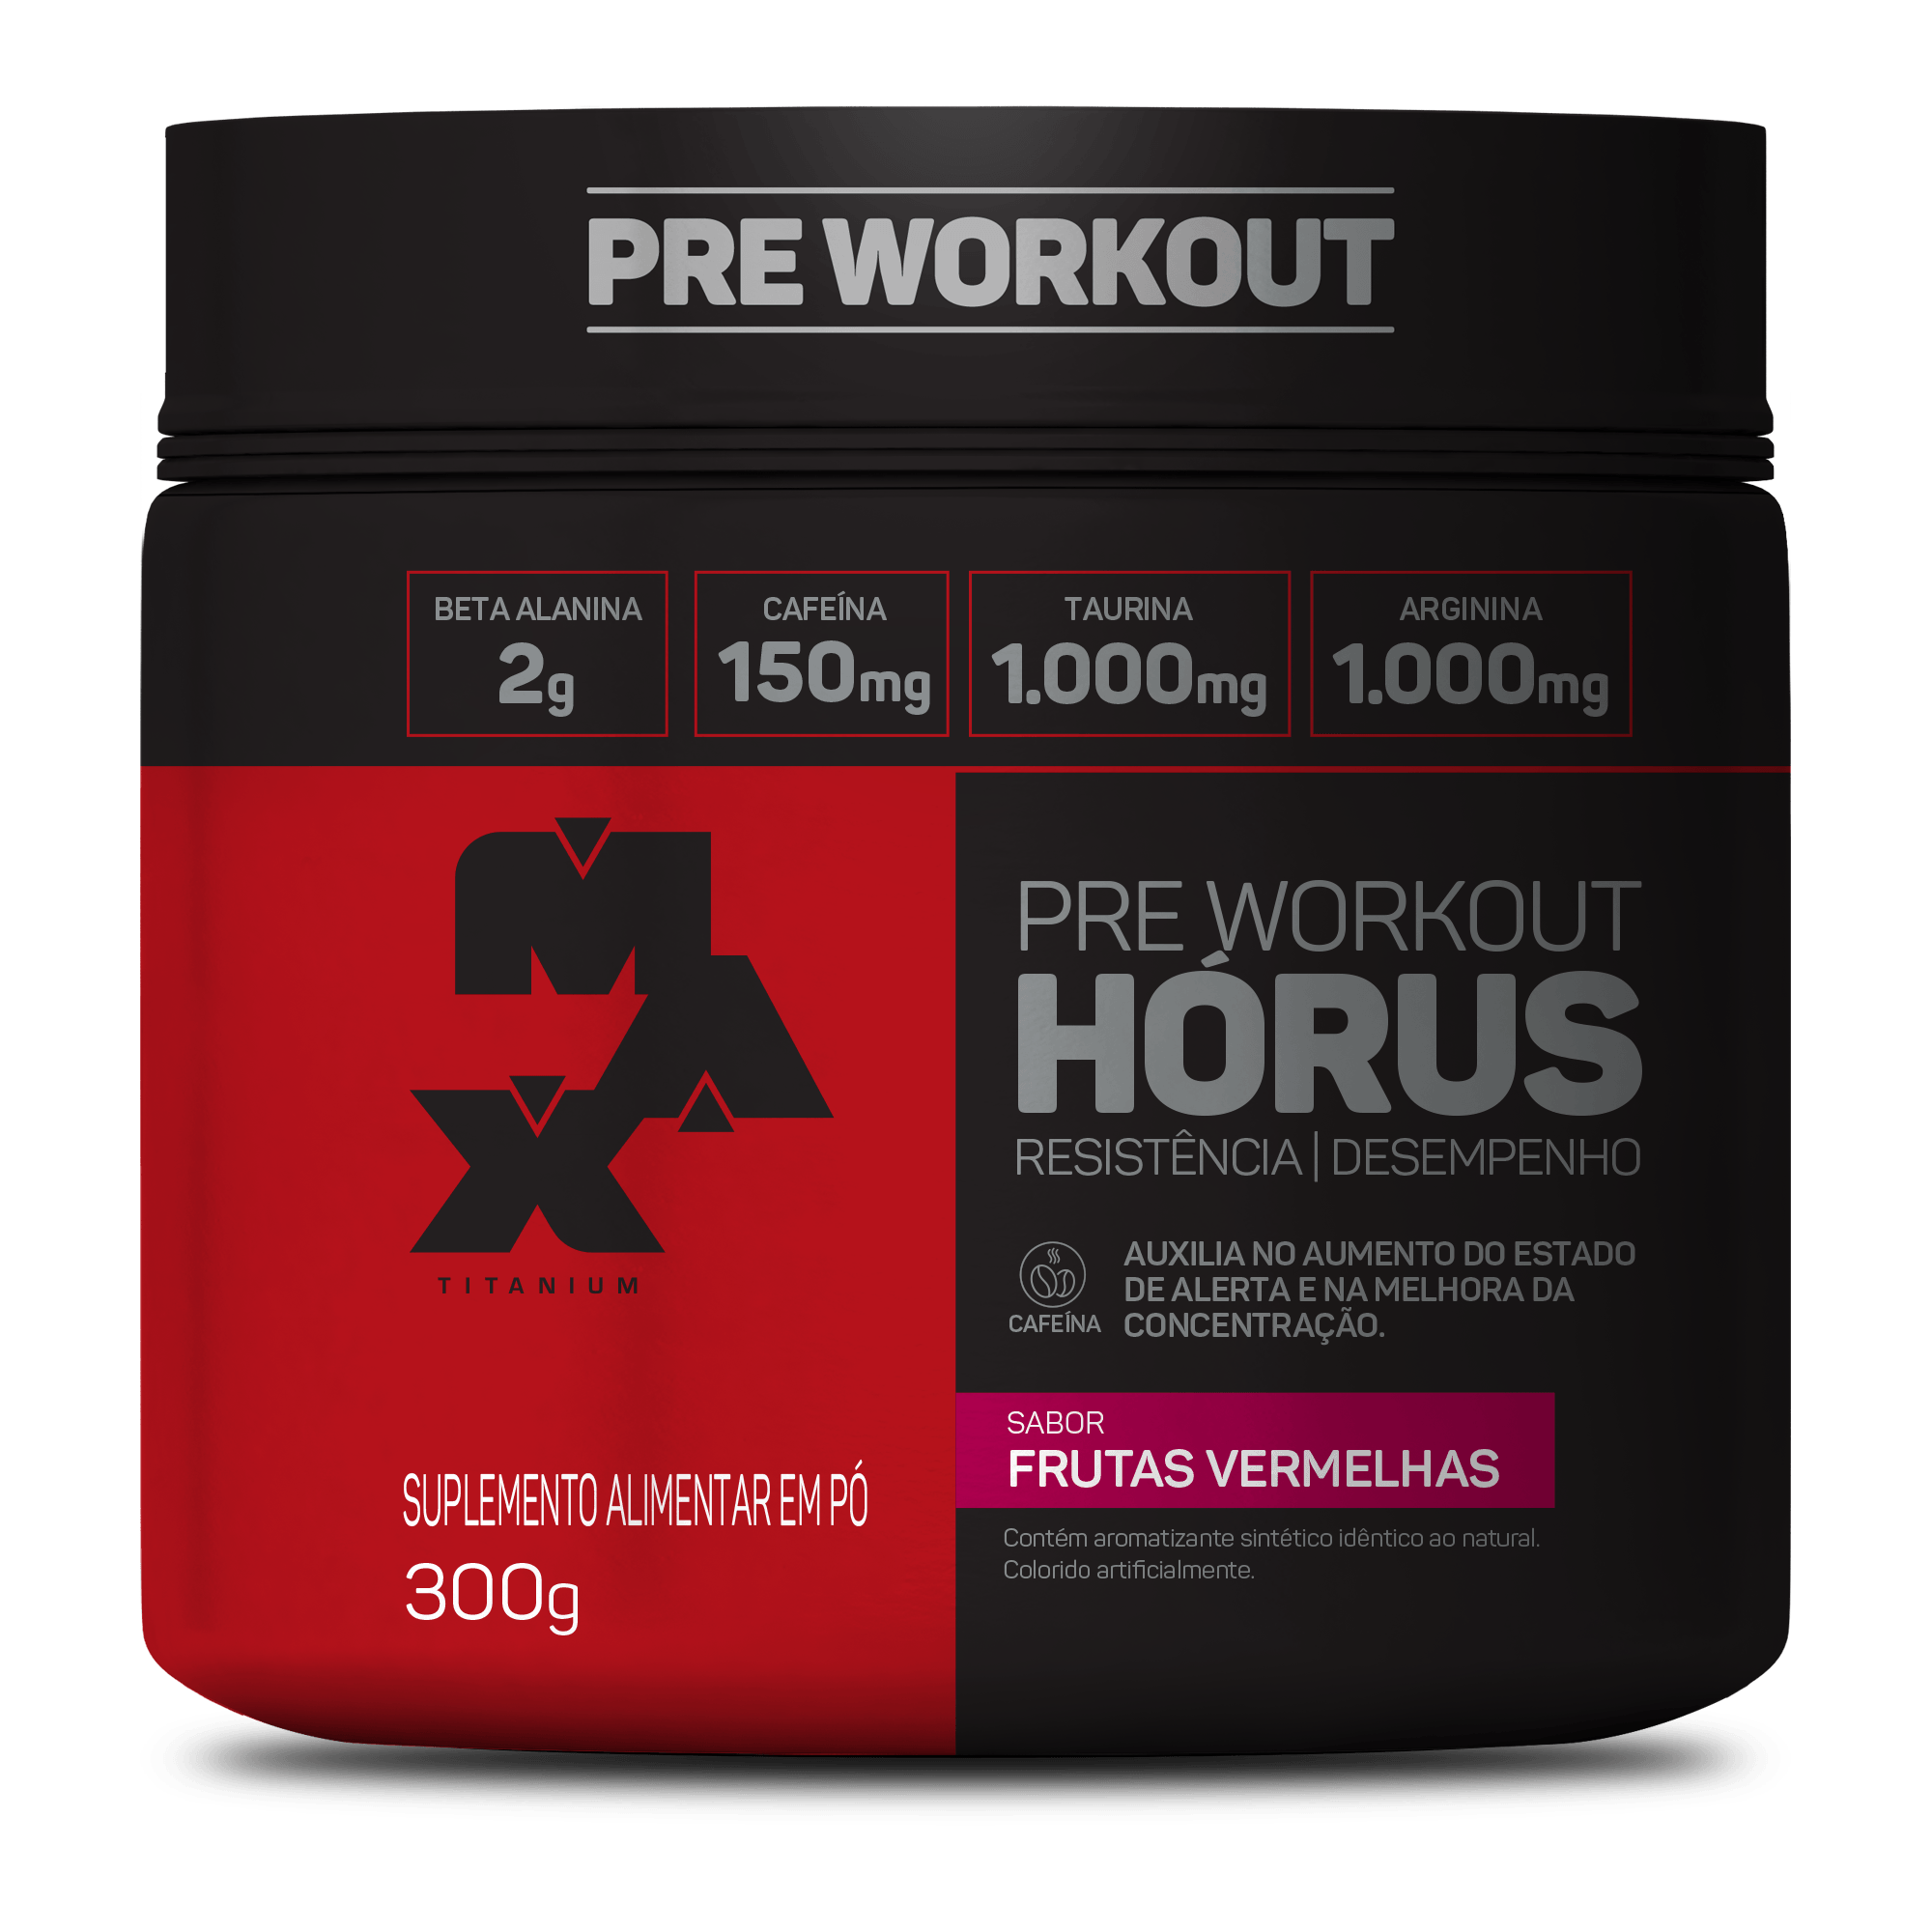 PRE WORKOUT
BETA ALANINA
2g
CAFEÍNA
150mg
TAURINA
1.000mg
ARGININA
1.000mg
MAX
TITANIUM
SUPLEMENTO ALIMENTAR EM PÓ
300g
PRE WORKOUT
HÓRUS
RESISTÊNCIA | DESEMPENHO
CAFEÍNA
AUXILIA NO AUMENTO DO ESTADO
DE ALERTA E NA MELHORA DA
CONCENTRAÇÃO.
SABOR
FRUTAS VERMELHAS
Contém aromatizante sintético idêntico ao natural.
Colorido artificialmente.